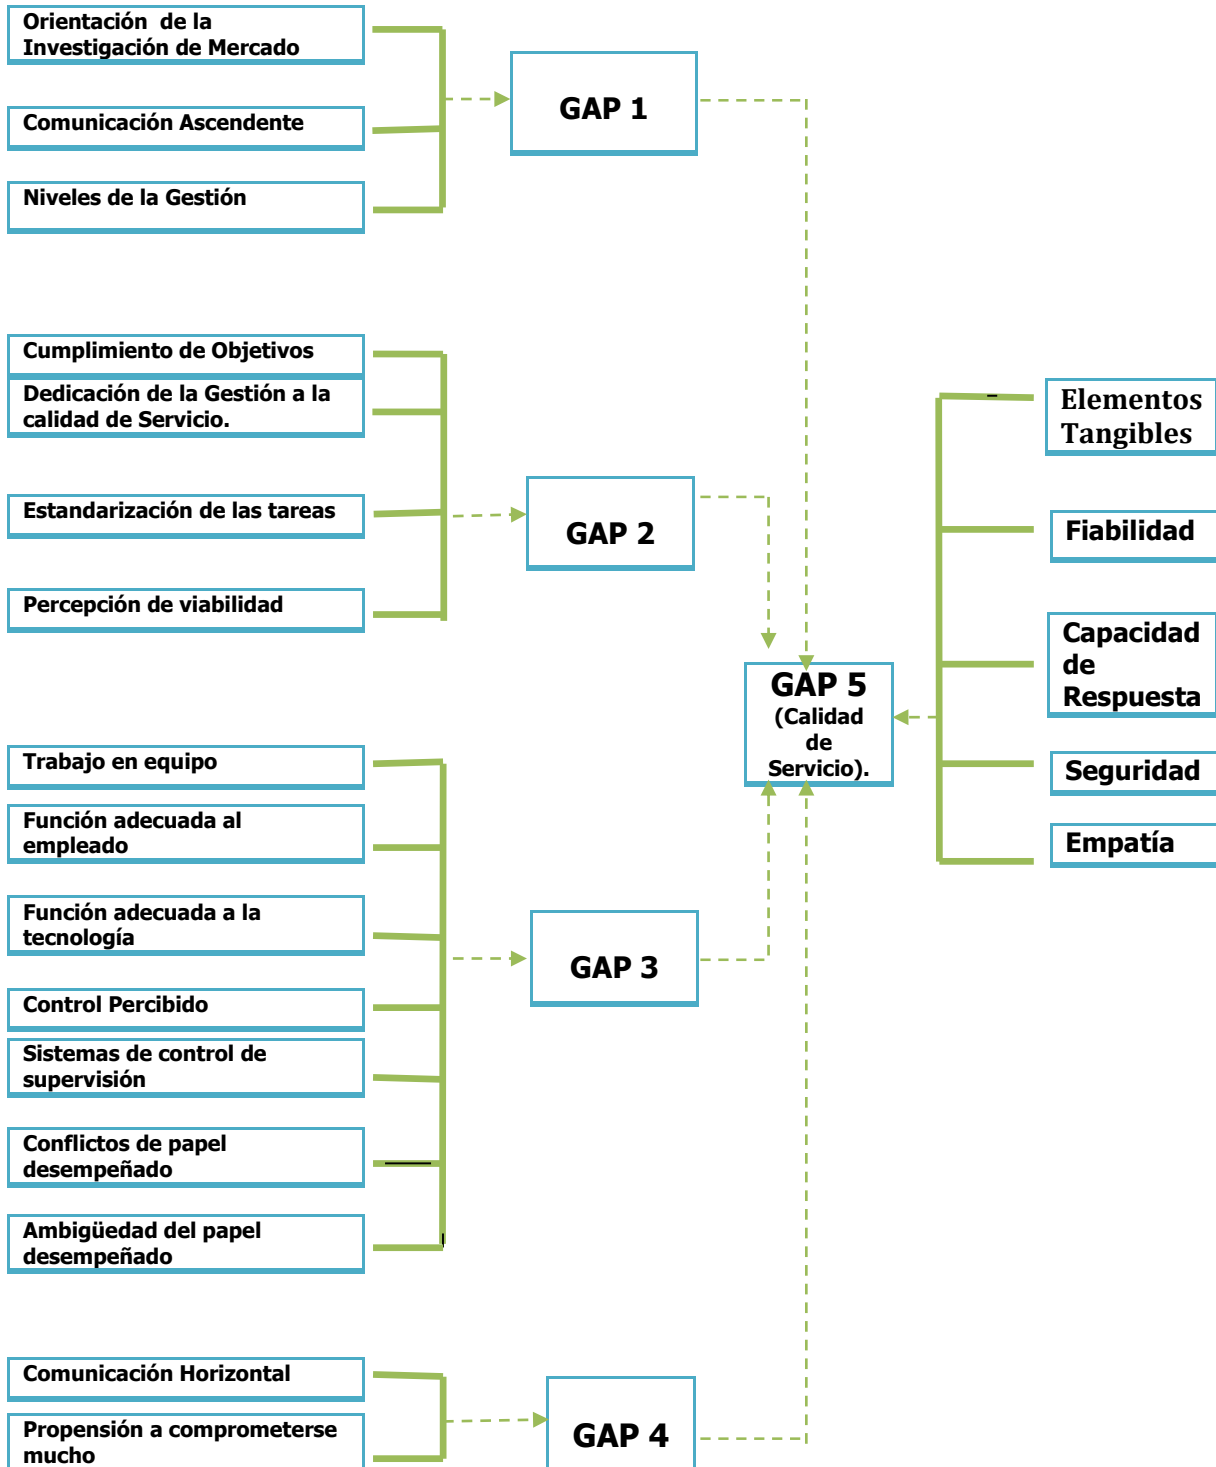 Orientación de la
Investigación de Mercado
Comunicación Ascendente
Niveles de la Gestión
GAP 1
Cumplimiento de Objetivos
Dedicación de la Gestión a la
calidad de Servicio.
Estandarización de las tareas
Percepción de viabilidad
GAP 2
Trabajo en equipo
Función adecuada al
empleado
Función adecuada a la
tecnología
Control Percibido
Sistemas de control de
supervisión
Conflictos de papel
desempeñado
Ambigüedad del papel
desempeñado
GAP 3
Comunicación Horizontal
Propensión a comprometerse
mucho
GAP 4
GAP 5
(Calidad
de
Servicio).
Elementos
Tangibles
Fiabilidad
Capacidad
de
Respuesta
Seguridad
Empatía